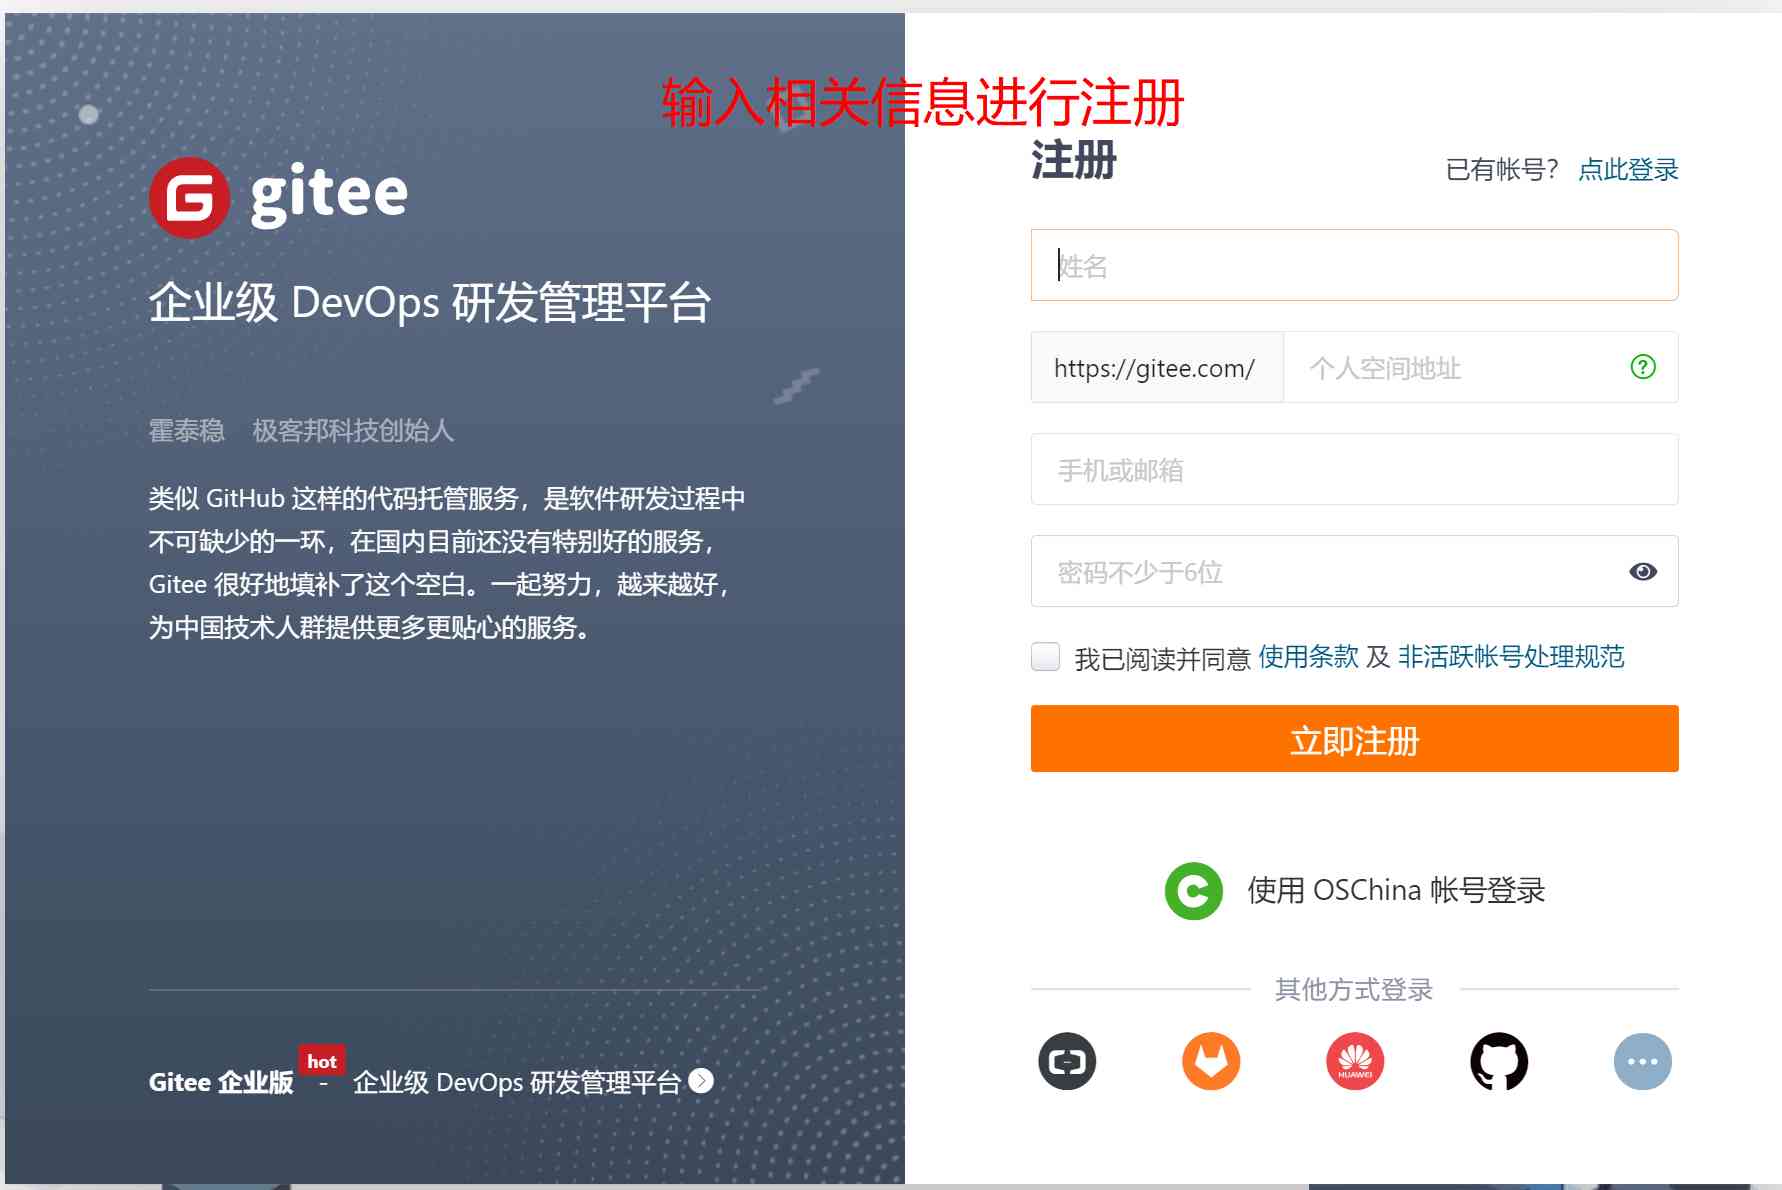 输入相关信息进行注册
gitee
企业级 DevOps 研发管理平台
霍泰稳 极客邦科技创始人
类似 GitHub 这样的代码托管服务，是软件研发过程中
不可缺少的一环，在国内目前还没有特别好的服务，
Gitee 很好地填补了这个空白。一起努力，越来越好，
为中国技术人群提供更多更贴心的服务。
hot
Gitee 企业版 - 企业级 DevOps 研发管理平台
注册
已有帐号？ 点此登录
姓名
https://gitee.com/ 个人空间地址
手机或邮箱
密码不少于6位
我已阅读并同意 使用条款 及 非活跃帐号处理规范
立即注册
使用 OSChina 帐号登录
其他方式登录
HUAWEI